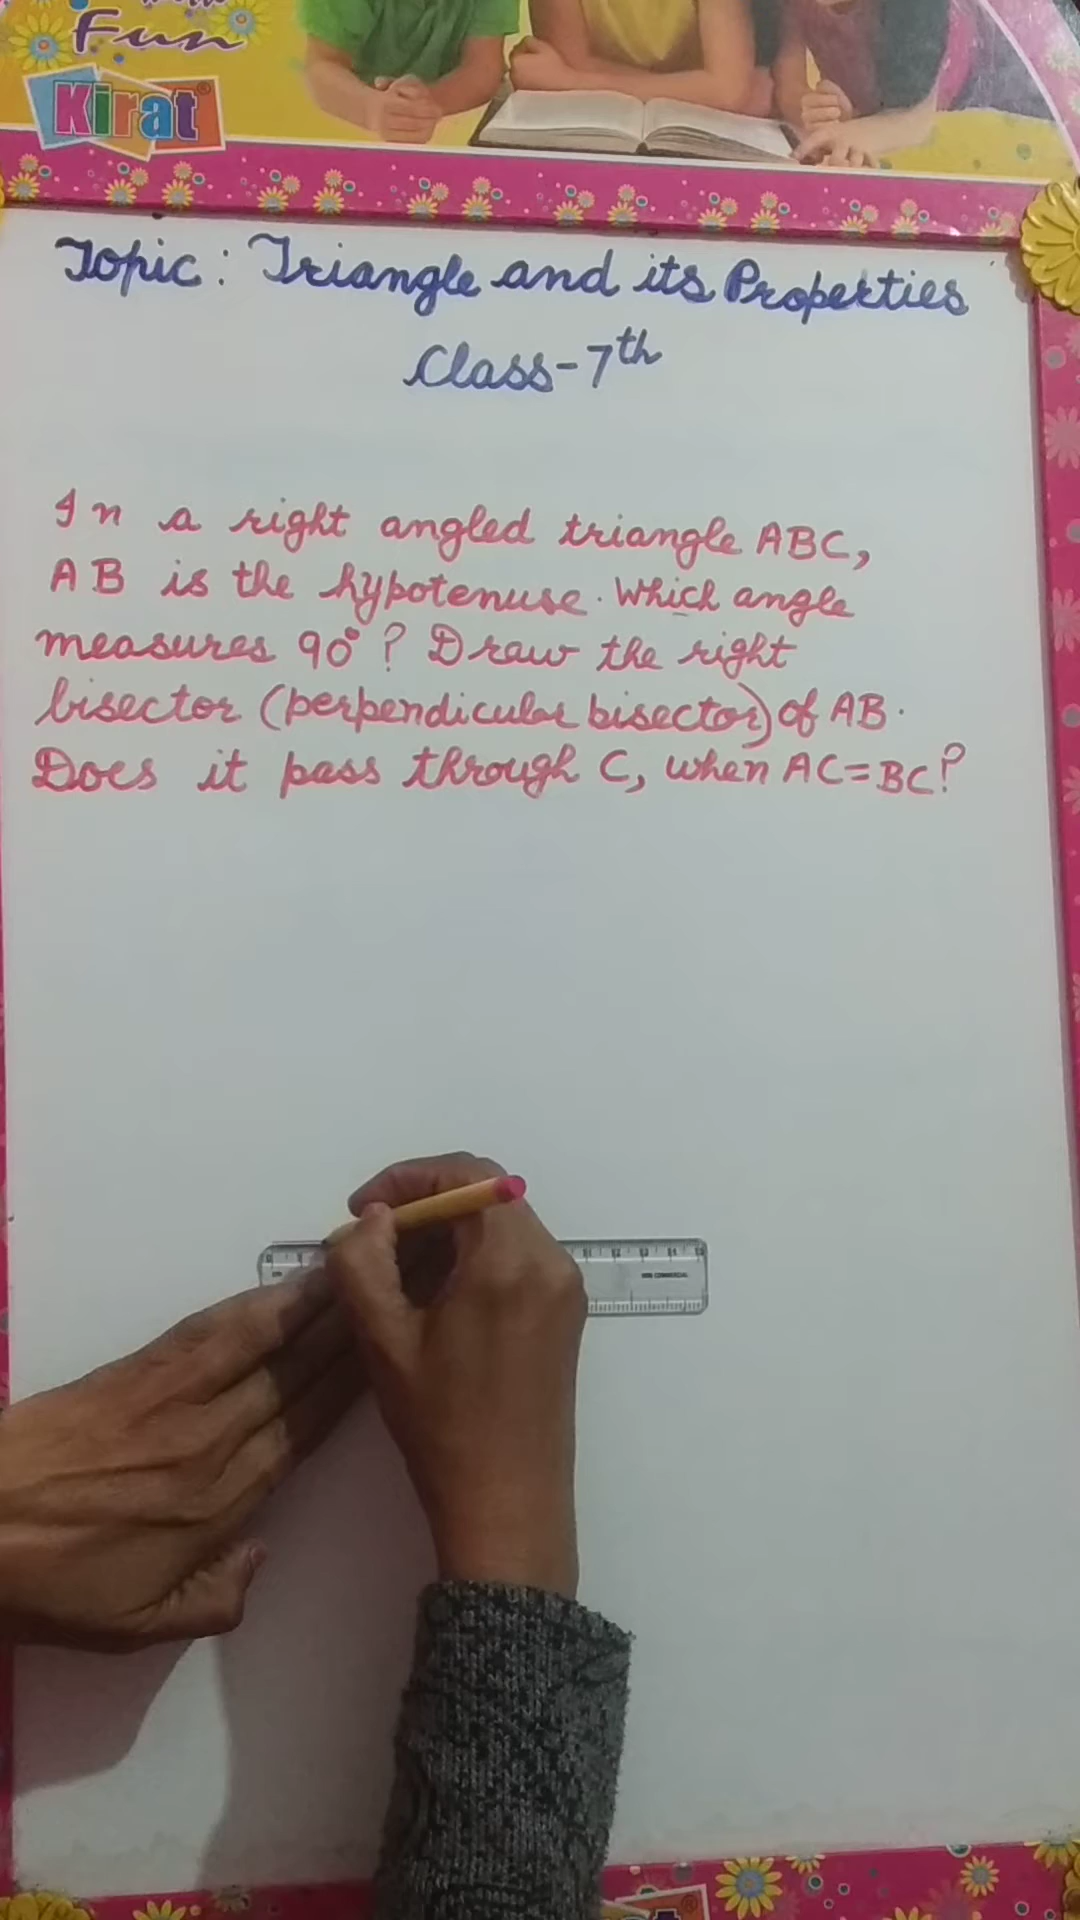 Fun
Kirat®
Topic: Triangle and its Properties
Class-7th
In a right angled triangle ABC,
AB is the hypotenuse. Which angle
measures 90°? Draw the right
bisector (perpendicular bisector) of AB.
Does it pass through C, when AC=BC?